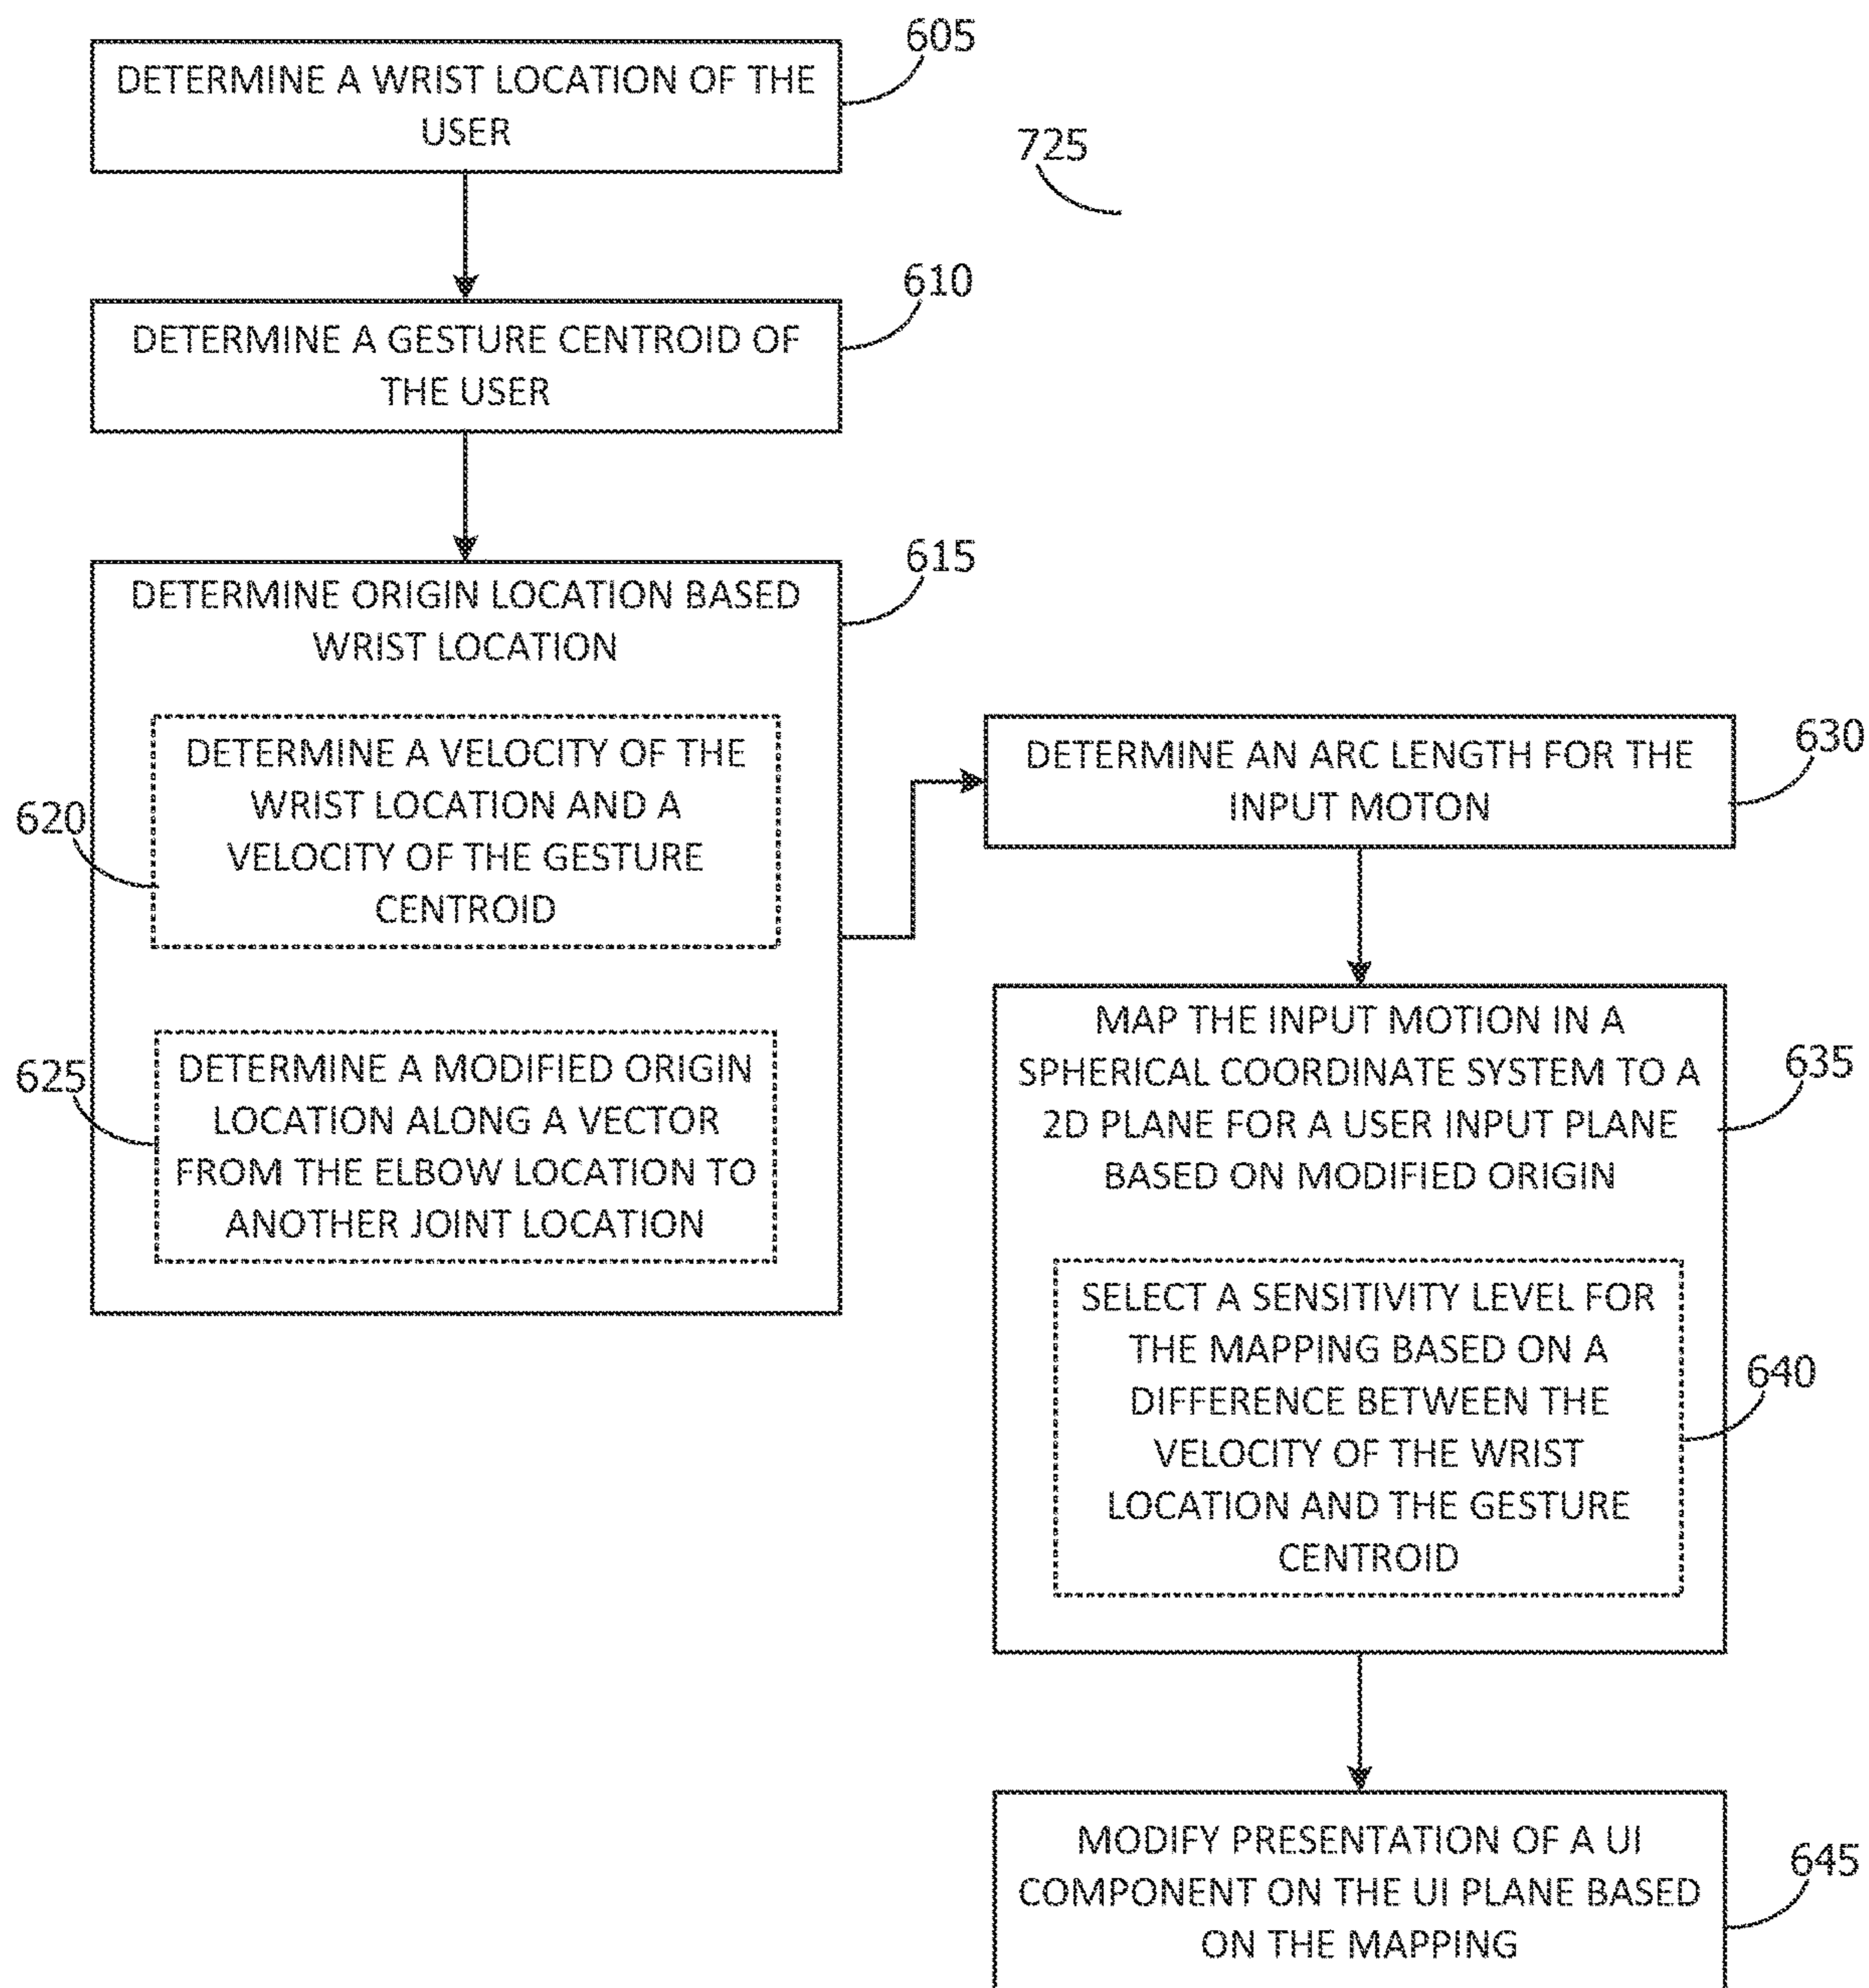 605
DETERMINE A WRIST LOCATION OF THE
USER
725
610
DETERMINE A GESTURE CENTROID OF
THE USER
615
DETERMINE ORIGIN LOCATION BASED
WRIST LOCATION
620
DETERMINE A VELOCITY OF THE
WRIST LOCATION AND A
VELOCITY OF THE GESTURE
CENTROID
625
DETERMINE A MODIFIED ORIGIN
LOCATION ALONG A VECTOR
FROM THE ELBOW LOCATION TO
ANOTHER JOINT LOCATION
630
DETERMINE AN ARC LENGTH FOR THE
INPUT MOTON
635
MAP THE INPUT MOTION IN A
SPHERICAL COORDINATE SYSTEM TO A
2D PLANE FOR A USER INPUT PLANE
BASED ON MODIFIED ORIGIN
640
SELECT A SENSITIVITY LEVEL FOR
THE MAPPING BASED ON A
DIFFERENCE BETWEEN THE
VELOCITY OF THE WRIST
LOCATION AND THE GESTURE
CENTROID
645
MODIFY PRESENTATION OF A UI
COMPONENT ON THE UI PLANE BASED
ON THE MAPPING